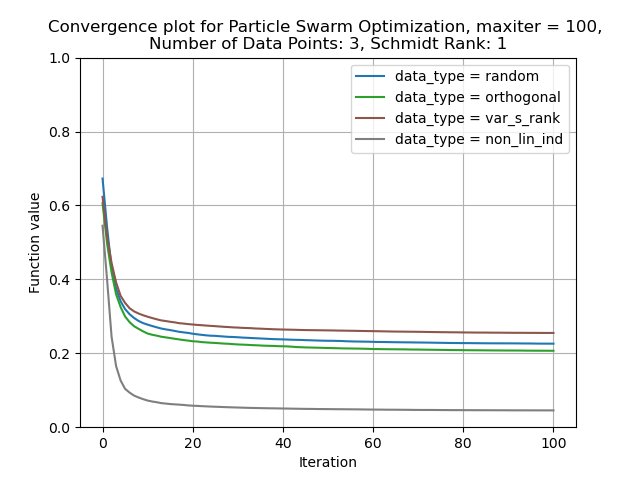 Convergence plot for Particle Swarm Optimization, maxiter = 100,
Number of Data Points: 3, Schmidt Rank: 1
data_type = random
data_type = orthogonal
data_type = var_s_rank
data_type = non_lin_ind
Function value
1.0
0.8
0.6
0.4
0.2
0.0
0 20 40 60 80 100
Iteration